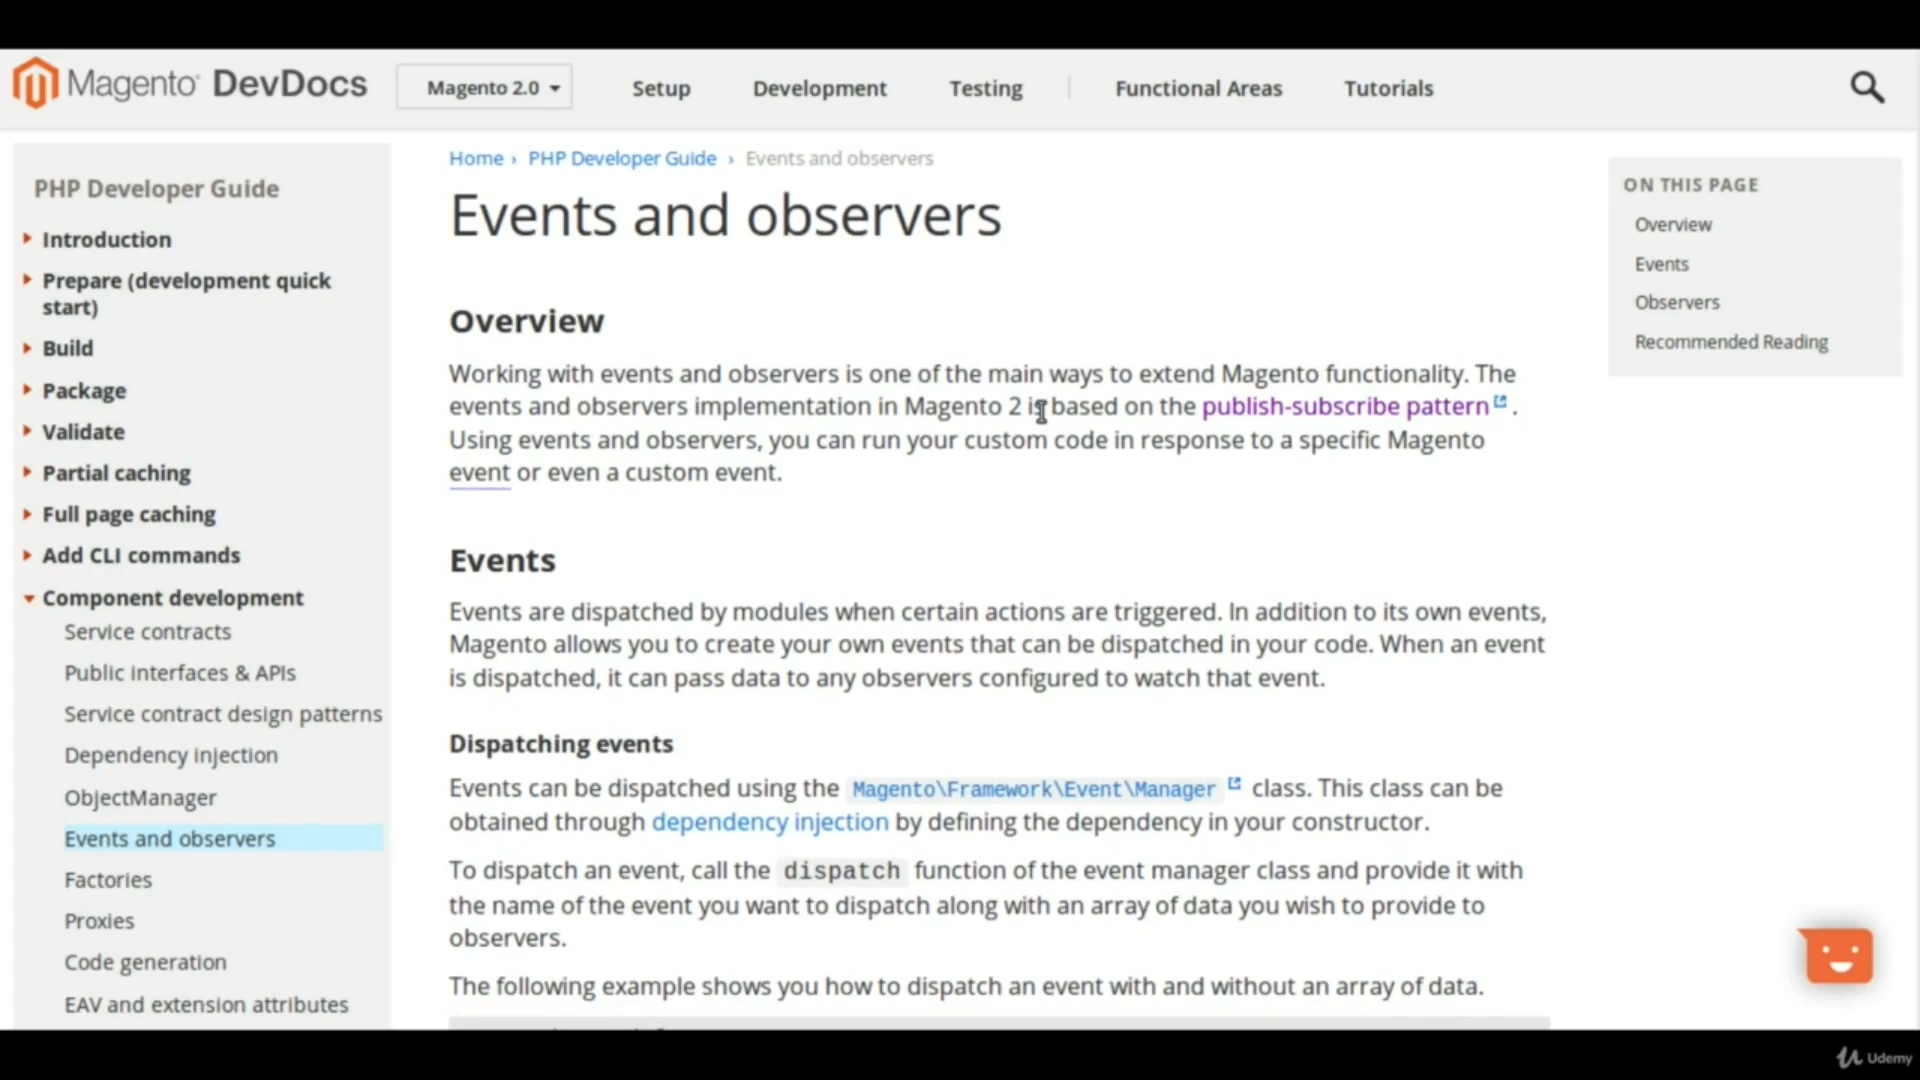 Magento DevDocs
Magento 2.0
Setup
Development
Testing
Functional Areas
Tutorials
PHP Developer Guide
Introduction
Prepare (development quick
start)
Build
Package
Validate
Partial caching
Full page caching
Add CLI commands
Component development
Service contracts
Public interfaces & APIs
Service contract design patterns
Dependency injection
ObjectManager
Events and observers
Factories
Proxies
Code generation
EAV and extension attributes
Home › PHP Developer Guide › Events and observers
Events and observers
Overview
Working with events and observers is one of the main ways to extend Magento functionality. The
events and observers implementation in Magento 2 is based on the publish-subscribe pattern .
Using events and observers, you can run your custom code in response to a specific Magento
event or even a custom event.
Events
Events are dispatched by modules when certain actions are triggered. In addition to its own events,
Magento allows you to create your own events that can be dispatched in your code. When an event
is dispatched, it can pass data to any observers configured to watch that event.
Dispatching events
Events can be dispatched using the Magento\Framework\Event\Manager class. This class can be
obtained through dependency injection by defining the dependency in your constructor.
To dispatch an event, call the dispatch function of the event manager class and provide it with
the name of the event you want to dispatch along with an array of data you wish to provide to
observers.
The following example shows you how to dispatch an event with and without an array of data.
ON THIS PAGE
Overview
Events
Observers
Recommended Reading
Udemy